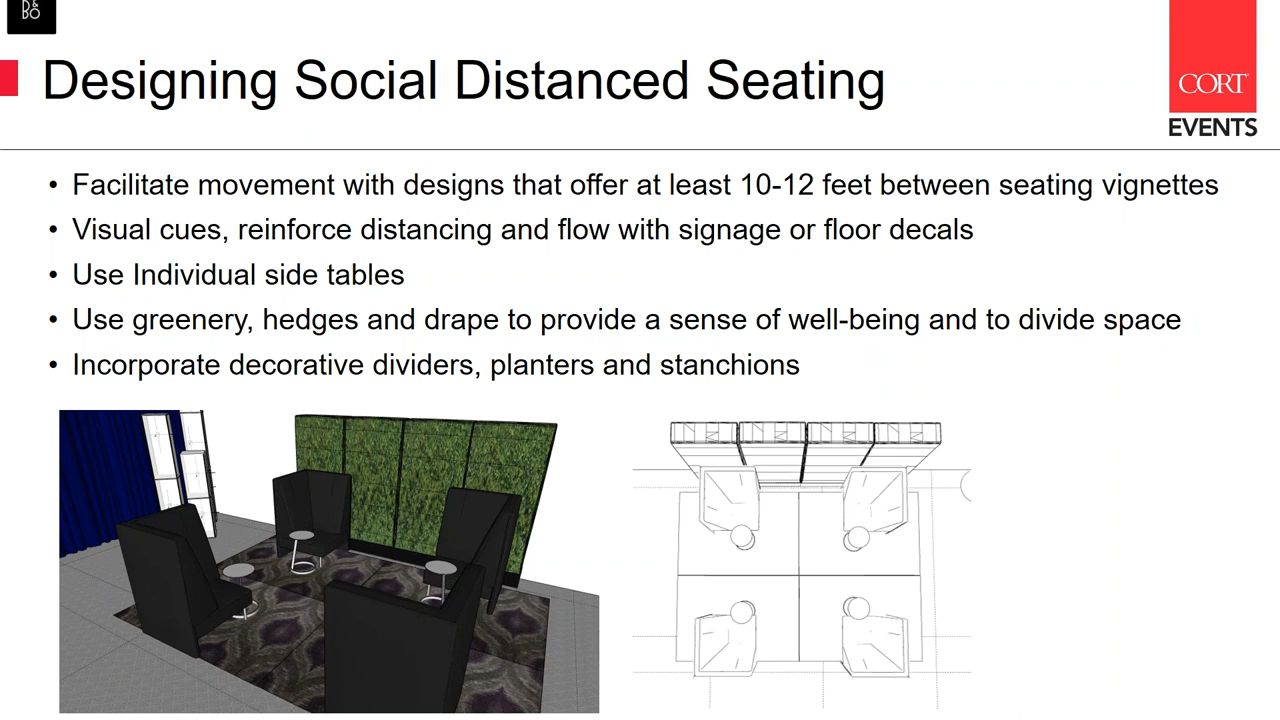 B&
BO
Designing Social Distanced Seating
CORT
EVENTS
• Facilitate movement with designs that offer at least 10-12 feet between seating vignettes
• Visual cues, reinforce distancing and flow with signage or floor decals
• Use Individual side tables
• Use greenery, hedges and drape to provide a sense of well-being and to divide space
• Incorporate decorative dividers, planters and stanchions